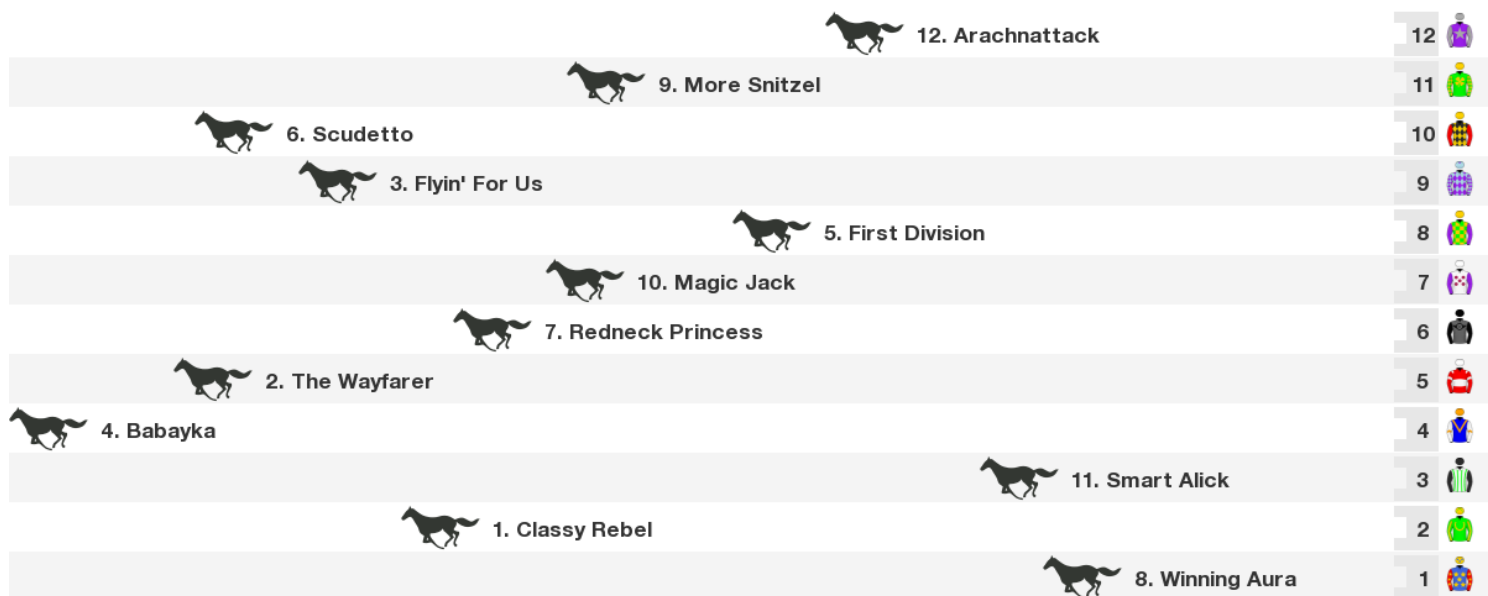 12. Arachnattack 12
9. More Snitzel 11
6. Scudetto 10
3. Flyin' For Us 9
5. First Division 8
10. Magic Jack 7
7. Redneck Princess 6
2. The Wayfarer 5
4. Babayka 4
11. Smart Alick 3
1. Classy Rebel 2
8. Winning Aura 1